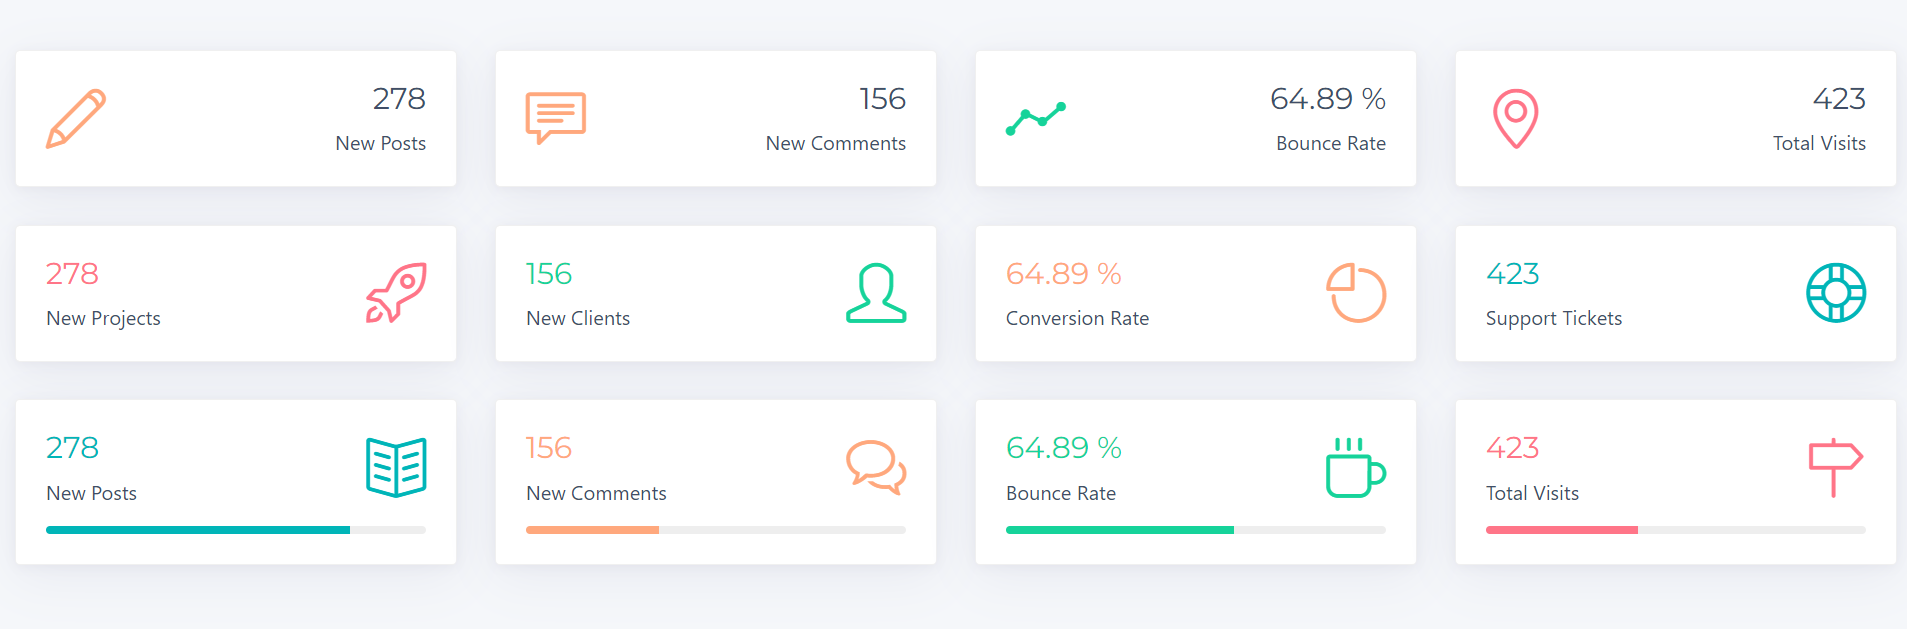 278
New Posts
156
New Comments
64.89 %
Bounce Rate
423
Total Visits
278
New Projects
156
New Clients
64.89 %
Conversion Rate
423
Support Tickets
278
New Posts
156
New Comments
64.89 %
Bounce Rate
423
Total Visits